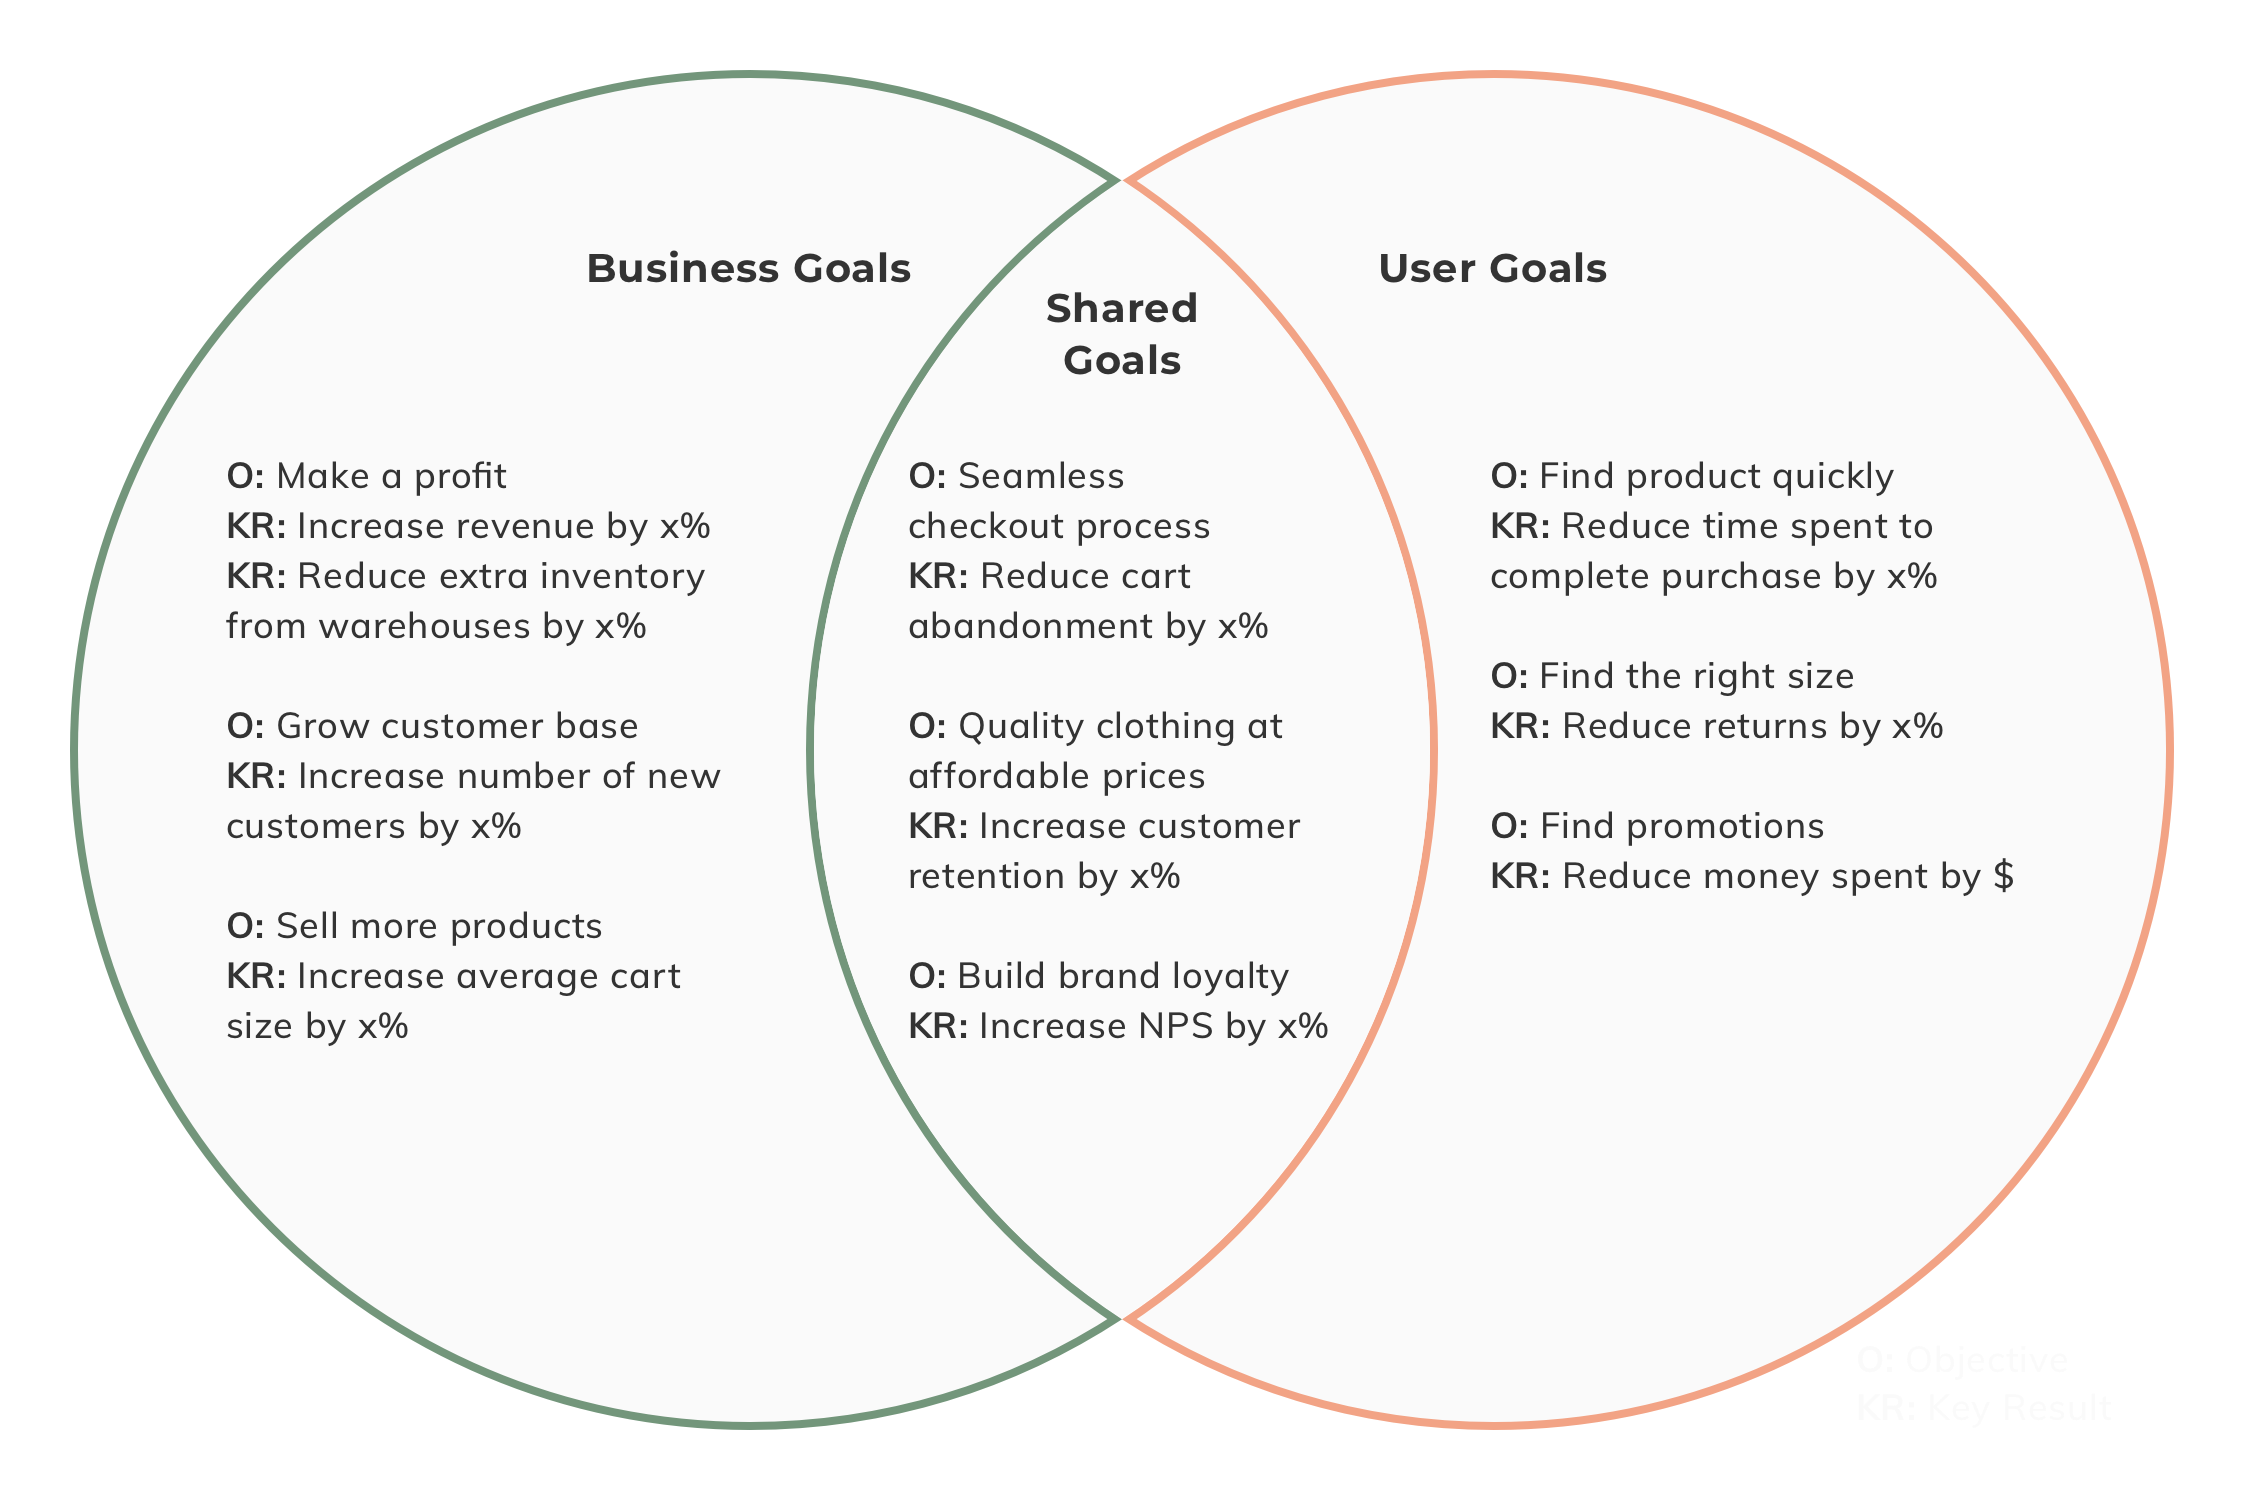 Business Goals
O: Make a profit
KR: Increase revenue by x%
KR: Reduce extra inventory
from warehouses by x%
O: Grow customer base
KR: Increase number of new
customers by x%
O: Sell more products
KR: Increase average cart
size by x%
Shared
Goals
O: Seamless
checkout process
KR: Reduce cart
abandonment by x%
O: Quality clothing at
affordable prices
KR: Increase customer
retention by x%
O: Build brand loyalty
KR: Increase NPS by x%
User Goals
O: Find product quickly
KR: Reduce time spent to
complete purchase by x%
O: Find the right size
KR: Reduce returns by x%
O: Find promotions
KR: Reduce money spent by $
O: Objective
KR: Key Result